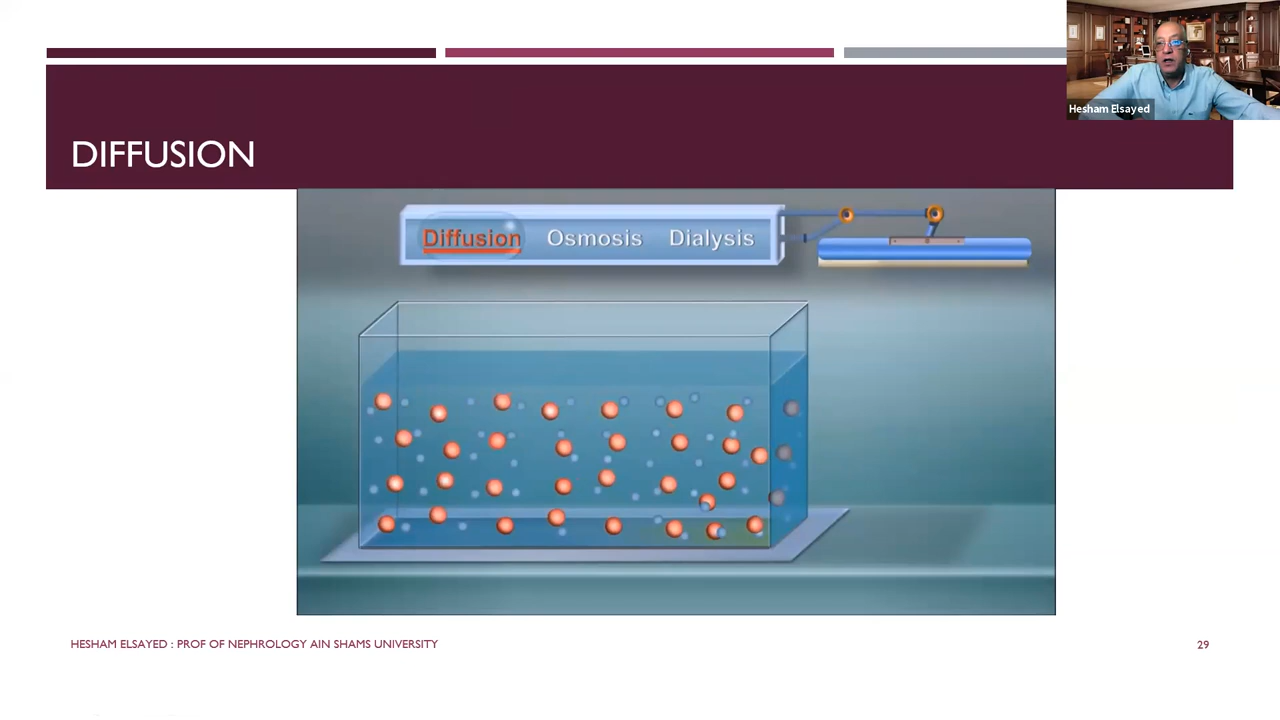 Hesham Elsayed
DIFFUSION
Diffusion Osmosis Dialysis
HESHAM ELSAYED : PROF OF NEPHROLOGY AIN SHAMS UNIVERSITY
29